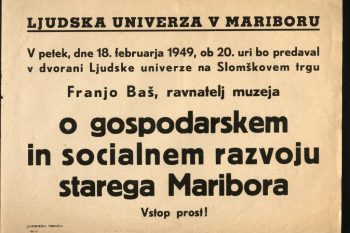 LJUDSKA UNIVERZA V MARIBORU
V petek, dne 18. februarja 1949, ob 20. uri bo predaval
v dvorani Ljudske univerze na Slomškovem trgu
Franjo Baš, ravnatelj muzeja
o gospodarskem
in socialnem razvoju
starega Maribora
Vstop prost!